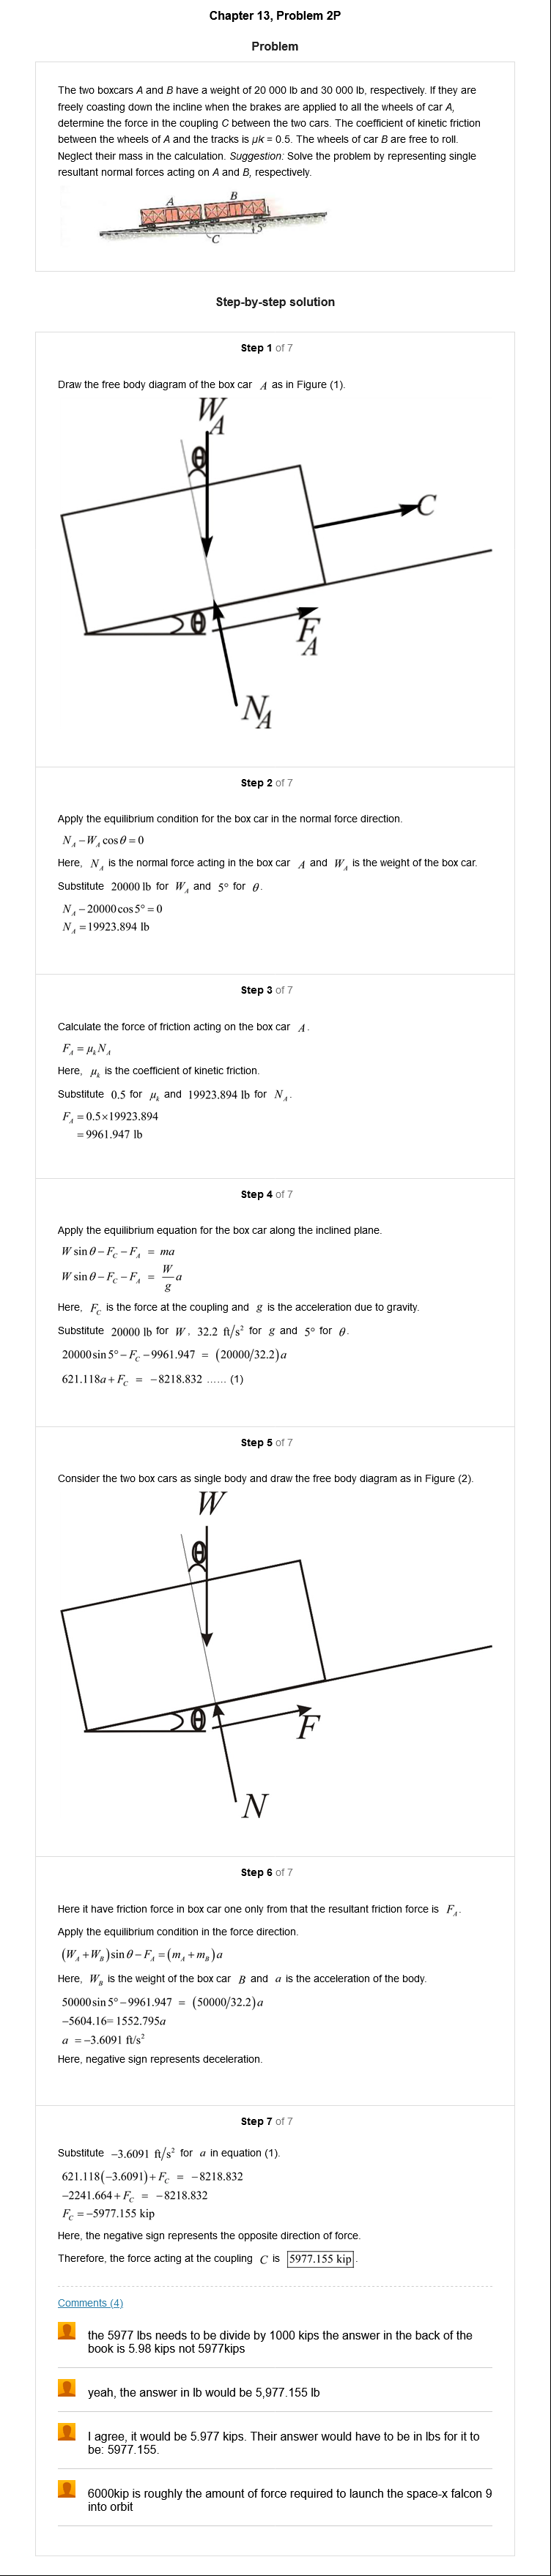 Chapter 13, Problem 2P
Problem
The two boxcars A and B have a weight of 20 000 lb and 30 000 lb, respectively. If they are
freely coasting down the incline when the brakes are applied to all the wheels of car A,
determine the force in the coupling C between the two cars. The coefficient of kinetic friction
between the wheels of A and the tracks is μk = 0.5. The wheels of car B are free to roll.
Neglect their mass in the calculation. Suggestion: Solve the problem by representing single
resultant normal forces acting on A and B, respectively.
A
B
5°
C
Step-by-step solution
Step 1 of 7
Draw the free body diagram of the box car A as in Figure (1).
W_A
θ
C
θ
F_A
N_A
Step 2 of 7
Apply the equilibrium condition for the box car in the normal force direction.
N_A − W_A cos θ = 0
Here, N_A is the normal force acting in the box car A and W_A is the weight of the box car.
Substitute 20000 lb for W_A and 5° for θ.
N_A − 20000 cos 5° = 0
N_A = 19923.894 lb
Step 3 of 7
Calculate the force of friction acting on the box car A.
F_A = μ_k N_A
Here, μ_k is the coefficient of kinetic friction.
Substitute 0.5 for μ_k and 19923.894 lb for N_A.
F_A = 0.5×19923.894
= 9961.947 lb
Step 4 of 7
Apply the equilibrium equation for the box car along the inclined plane.
W sin θ − F_C − F_A = ma
W sin θ − F_C − F_A = W/g a
Here, F_C is the force at the coupling and g is the acceleration due to gravity.
Substitute 20000 lb for W, 32.2 ft/s² for g and 5° for θ.
20000 sin 5° − F_C − 9961.947 = (20000/32.2)a
621.118a + F_C = −8218.832 ...... (1)
Step 5 of 7
Consider the two box cars as single body and draw the free body diagram as in Figure (2).
W
θ
θ
F
N
Step 6 of 7
Here it have friction force in box car one only from that the resultant friction force is F_A.
Apply the equilibrium condition in the force direction.
(W_A + W_B) sin θ − F_A = (m_A + m_B)a
Here, W_B is the weight of the box car B and a is the acceleration of the body.
50000 sin 5° − 9961.947 = (50000/32.2)a
−5604.16= 1552.795a
a = −3.6091 ft/s²
Here, negative sign represents deceleration.
Step 7 of 7
Substitute −3.6091 ft/s² for a in equation (1).
621.118(−3.6091) + F_C = −8218.832
−2241.664 + F_C = −8218.832
F_C = −5977.155 kip
Here, the negative sign represents the opposite direction of force.
Therefore, the force acting at the coupling C is 5977.155 kip.
Comments (4)
the 5977 lbs needs to be divide by 1000 kips the answer in the back of the
book is 5.98 kips not 5977kips
yeah, the answer in lb would be 5,977.155 lb
I agree, it would be 5.977 kips. Their answer would have to be in lbs for it to
be: 5977.155.
6000kip is roughly the amount of force required to launch the space-x falcon 9
into orbit